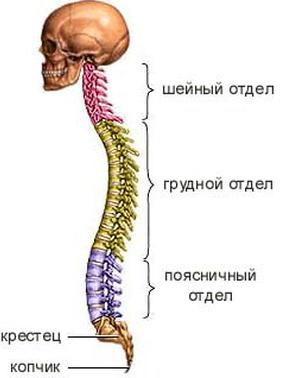 шейный отдел
грудной отдел
поясничный
отдел
крестец
копчик